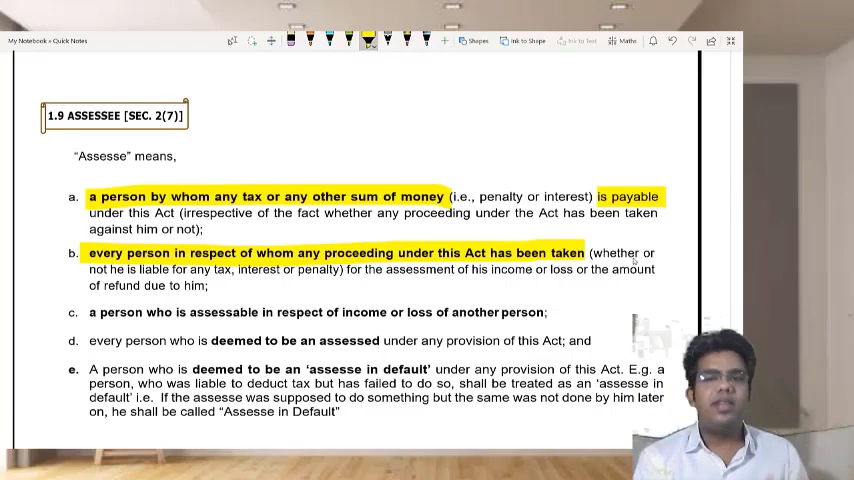 My Notebook » Quick Notes
Shapes
Ink to Shape
Ink to Text
Maths
1.9 ASSESSEE [SEC. 2(7)]
“Assesse” means,
a. a person by whom any tax or any other sum of money (i.e., penalty or interest) is payable
under this Act (irrespective of the fact whether any proceeding under the Act has been taken
against him or not);
b. every person in respect of whom any proceeding under this Act has been taken (whether or
not he is liable for any tax, interest or penalty) for the assessment of his income or loss or the amount
of refund due to him;
c. a person who is assessable in respect of income or loss of another person;
d. every person who is deemed to be an assessed under any provision of this Act; and
e. A person who is deemed to be an ‘assesse in default’ under any provision of this Act. E.g. a
person, who was liable to deduct tax but has failed to do so, shall be treated as an ‘assesse in
default’ i.e. If the assesse was supposed to do something but the same was not done by him later
on, he shall be called “Assesse in Default”